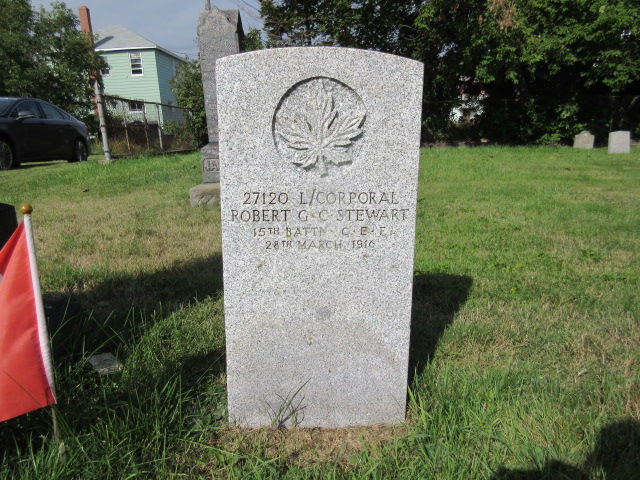 27120 L/CORPORAL
ROBERT G·C·STEWART
15TH BATTN C·E·F·
28TH MARCH 1916